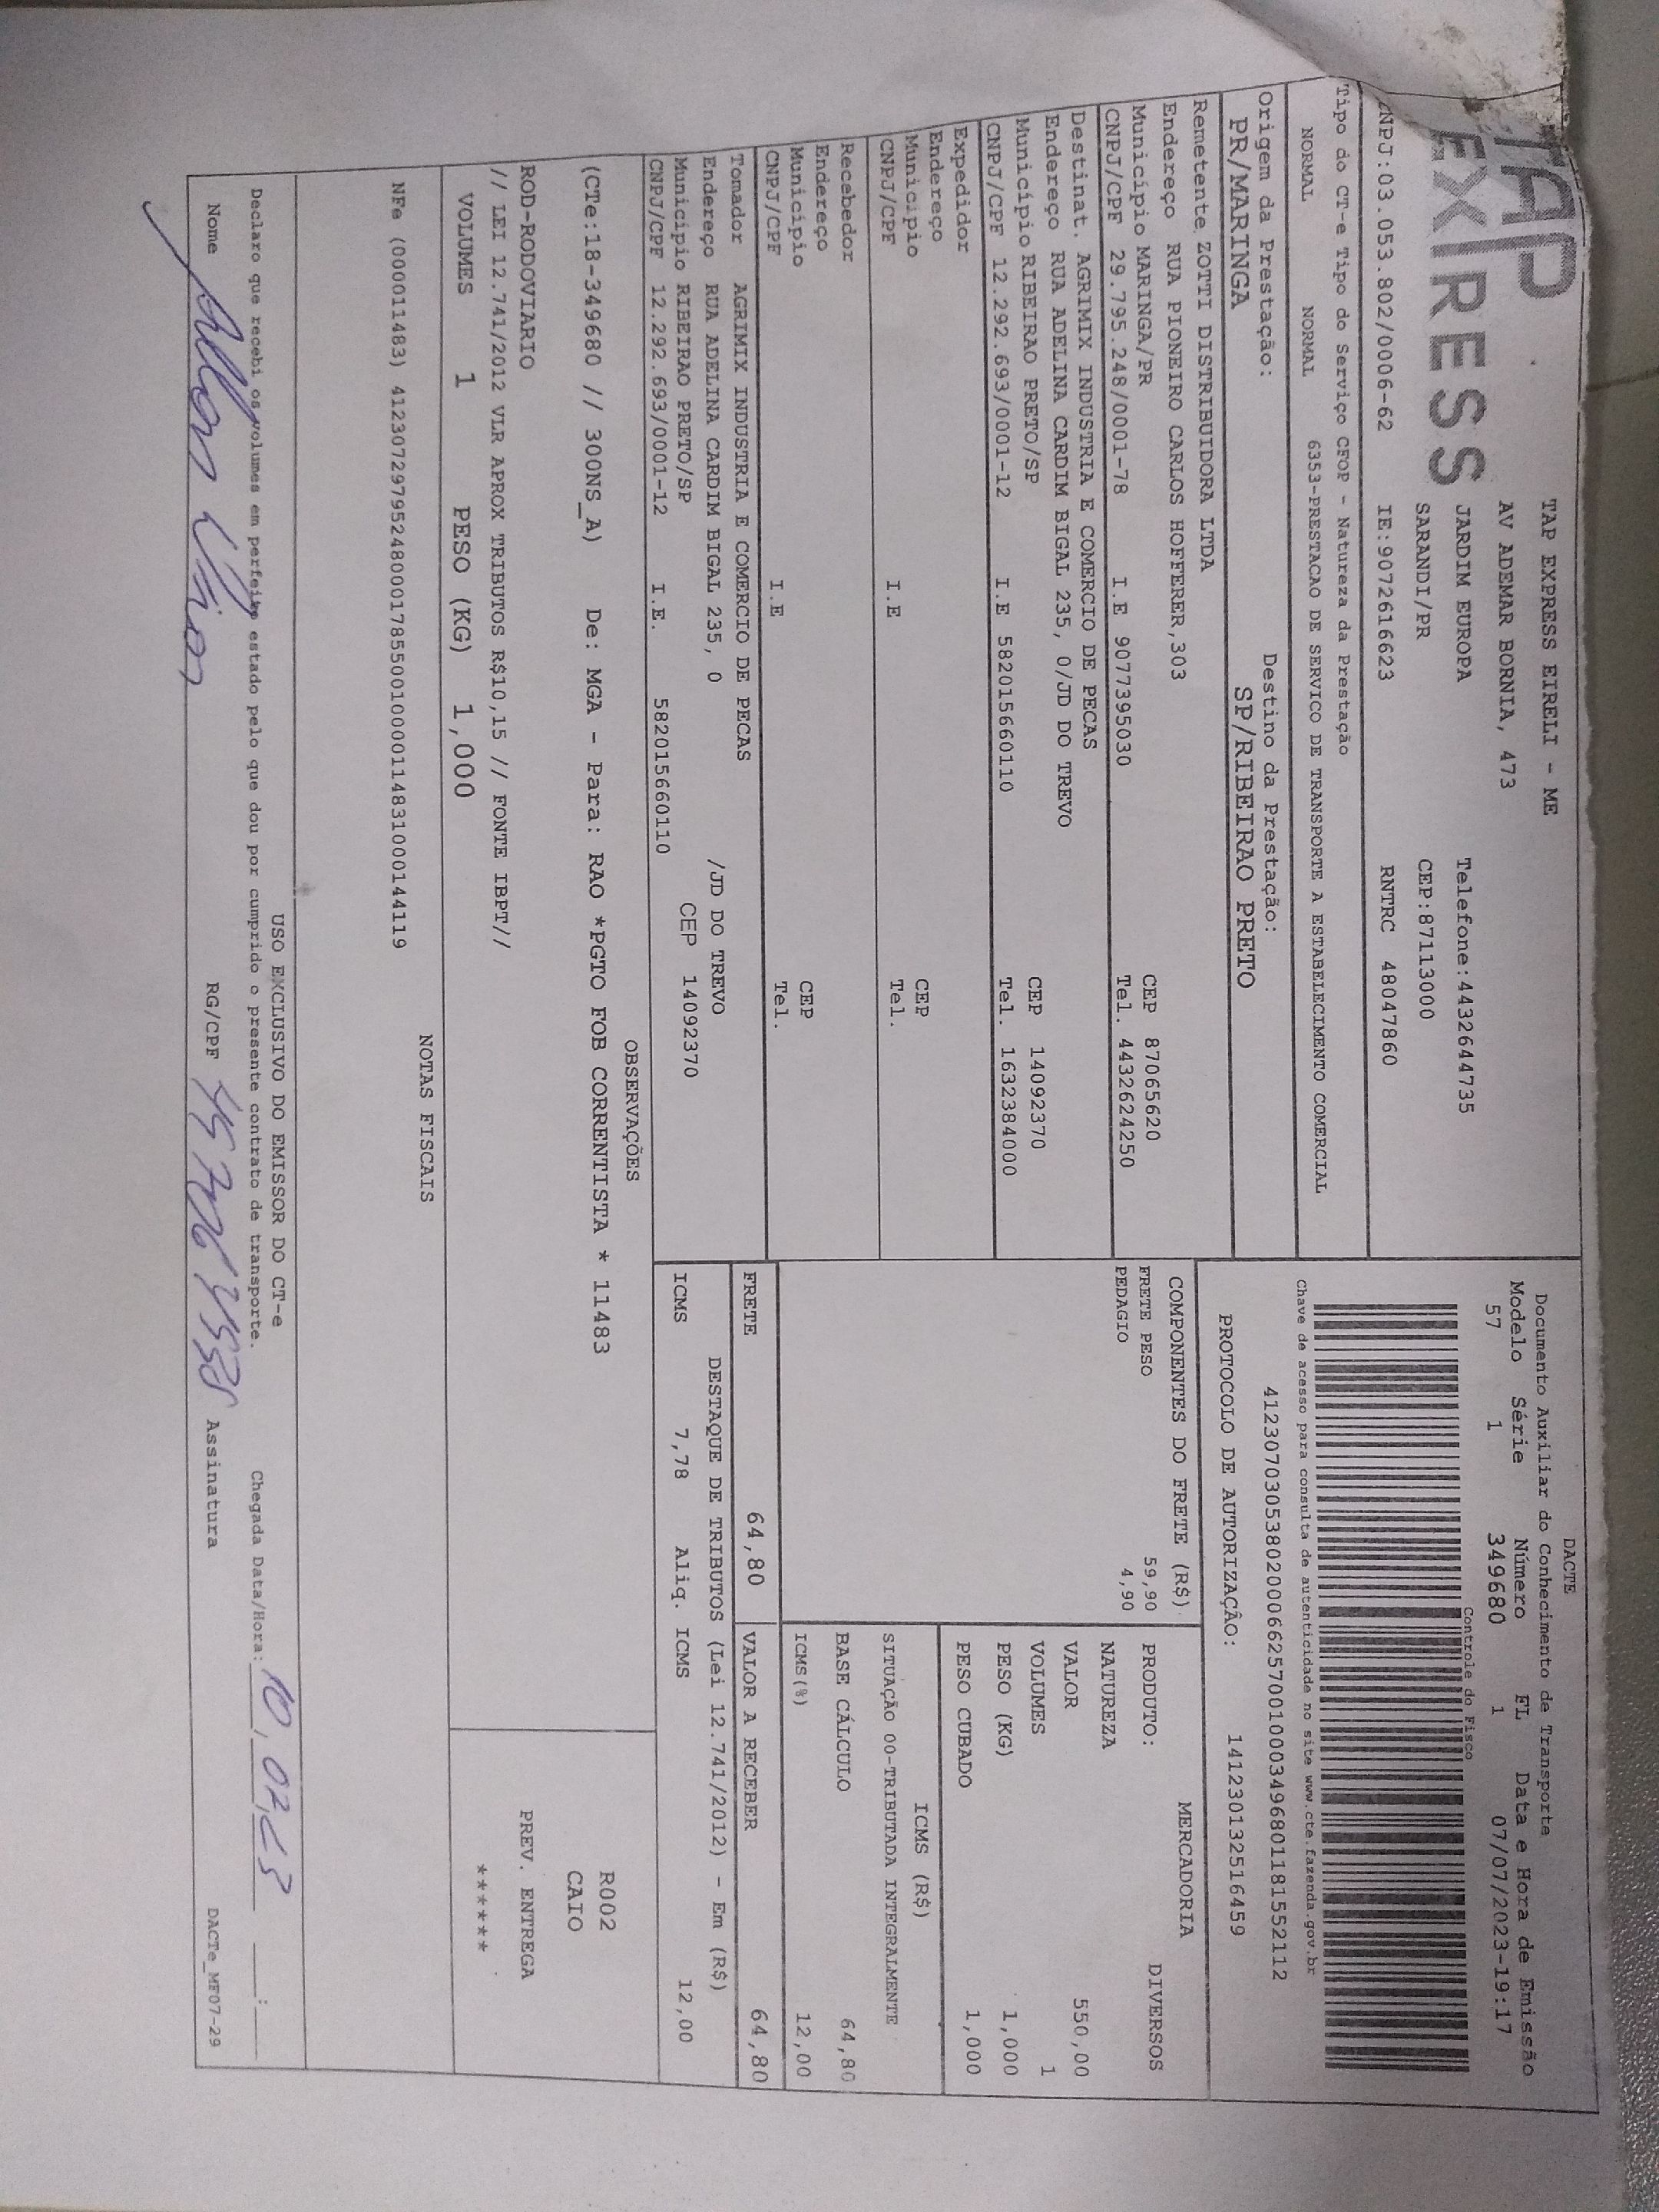 TAP
EXPRESS
TAP EXPRESS EIRELI - ME
AV ADEMAR BORNIA, 473
JARDIM EUROPA Telefone:4432644735
SARANDI/PR CEP:87113000
CNPJ:03.053.802/0006-62 IE:9072616623 RNTRC 48047860
DACTE
Documento Auxiliar do Conhecimento de Transporte
Modelo Série Número FL Data e Hora de Emissão
57 1 349680 1 07/07/2023-19:17
Controle do Fisco
Chave de acesso para consulta de autenticidade no site www.cte.fazenda.gov.br
41230703053802000662570010003496801181552112
PROTOCOLO DE AUTORIZAÇÃO: 141230132516459
Tipo do CT-e Tipo do Serviço CFOP - Natureza da Prestação
NORMAL NORMAL 6353-PRESTACAO DE SERVICO DE TRANSPORTE A ESTABELECIMENTO COMERCIAL
Origem da Prestação: Destino da Prestação:
PR/MARINGA SP/RIBEIRAO PRETO
Remetente ZOTTI DISTRIBUIDORA LTDA
Endereço RUA PIONEIRO CARLOS HOFFERER,303
Município MARINGA/PR CEP 87065620
CNPJ/CPF 29.795.248/0001-78 I.E 9077395030 Tel. 4432624250
Destinat. AGRIMIX INDUSTRIA E COMERCIO DE PECAS
Endereço RUA ADELINA CARDIM BIGAL 235, 0/JD DO TREVO
Município RIBEIRAO PRETO/SP CEP 14092370
CNPJ/CPF 12.292.693/0001-12 I.E 582015660110 Tel. 1632384000
Expedidor
Endereço
Município CEP
CNPJ/CPF I.E Tel.
Recebedor
Endereço
Município CEP
CNPJ/CPF I.E Tel.
Tomador AGRIMIX INDUSTRIA E COMERCIO DE PECAS
Endereço RUA ADELINA CARDIM BIGAL 235, 0 /JD DO TREVO
Município RIBEIRAO PRETO/SP CEP 14092370
CNPJ/CPF 12.292.693/0001-12 I.E. 582015660110
COMPONENTES DO FRETE (R$)
FRETE PESO 59,90
PEDAGIO 4,90
MERCADORIA
PRODUTO: DIVERSOS
NATUREZA
VALOR 550,00
VOLUMES 1
PESO (KG) 1,000
PESO CUBADO 1,000
ICMS (R$)
SITUAÇÃO 00-TRIBUTADA INTEGRALMENTE
BASE CÁLCULO 64,80
ICMS(%) 12,00
FRETE 64,80 VALOR A RECEBER 64,80
DESTAQUE DE TRIBUTOS (Lei 12.741/2012) - Em (R$)
ICMS 7,78 Aliq. ICMS 12,00
OBSERVAÇÕES
(CTe:18-349680 // 300NS_A) De: MGA - Para: RAO *PGTO FOB CORRENTISTA * 11483
ROD-RODOVIARIO
// LEI 12.741/2012 VLR APROX TRIBUTOS R$10,15 // FONTE IBPT//
R002
CAIO
PREV. ENTREGA
******
VOLUMES 1 PESO (KG) 1,000
NOTAS FISCAIS
NFe (000011483) 41230729795248000178550010000114831000144119
USO EXCLUSIVO DO EMISSOR DO CT-e
Declaro que recebi os volumes em perfeito estado pelo que dou por cumprido o presente contrato de transporte. Chegada Data/Hora: __:__
Nome RG/CPF Assinatura DACTe_MF07-29